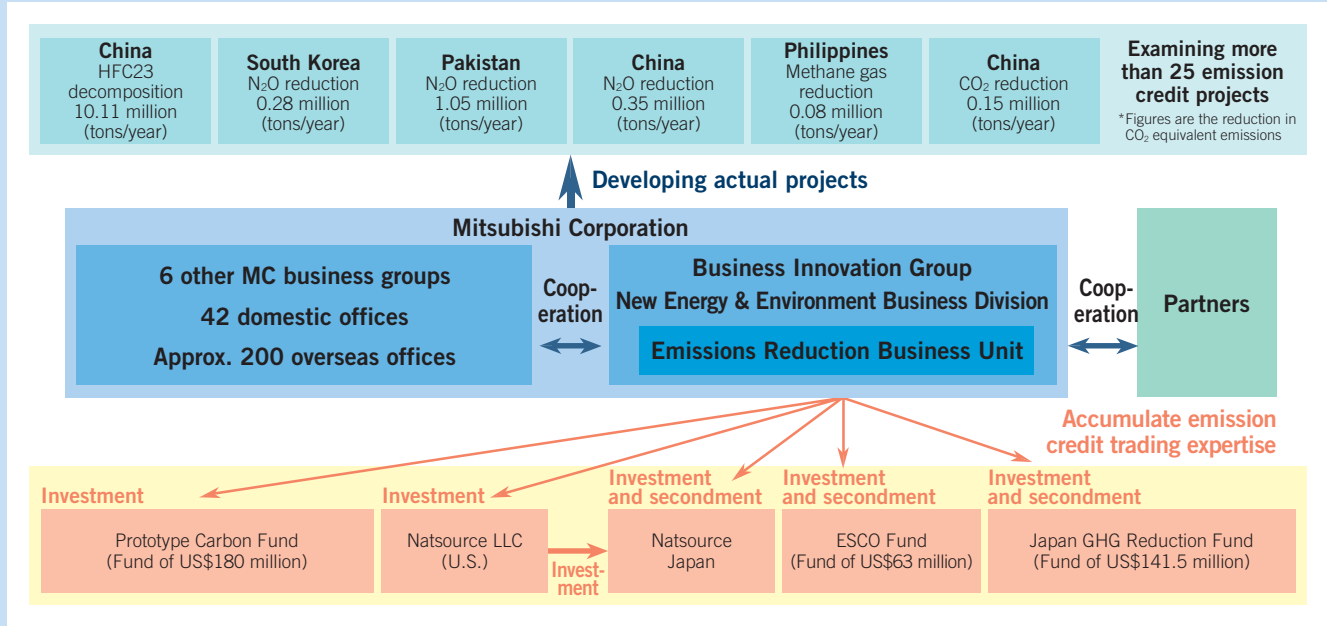 China
HFC23
decomposition
10.11 million
(tons/year)
South Korea
N₂O reduction
0.28 million
(tons/year)
Pakistan
N₂O reduction
1.05 million
(tons/year)
China
N₂O reduction
0.35 million
(tons/year)
Philippines
Methane gas
reduction
0.08 million
(tons/year)
China
CO₂ reduction
0.15 million
(tons/year)
Examining more
than 25 emission
credit projects
*Figures are the reduction in
CO₂ equivalent emissions
Developing actual projects
Mitsubishi Corporation
6 other MC business groups
42 domestic offices
Approx. 200 overseas offices
Coop-
eration
Business Innovation Group
New Energy & Environment Business Division
Emissions Reduction Business Unit
Coop-
eration
Partners
Accumulate emission
credit trading expertise
Investment
Prototype Carbon Fund
(Fund of US$180 million)
Investment
Natsource LLC
(U.S.)
Invest-
ment
Investment
and secondment
Natsource
Japan
Investment
and secondment
ESCO Fund
(Fund of US$63 million)
Investment
and secondment
Japan GHG Reduction Fund
(Fund of US$141.5 million)